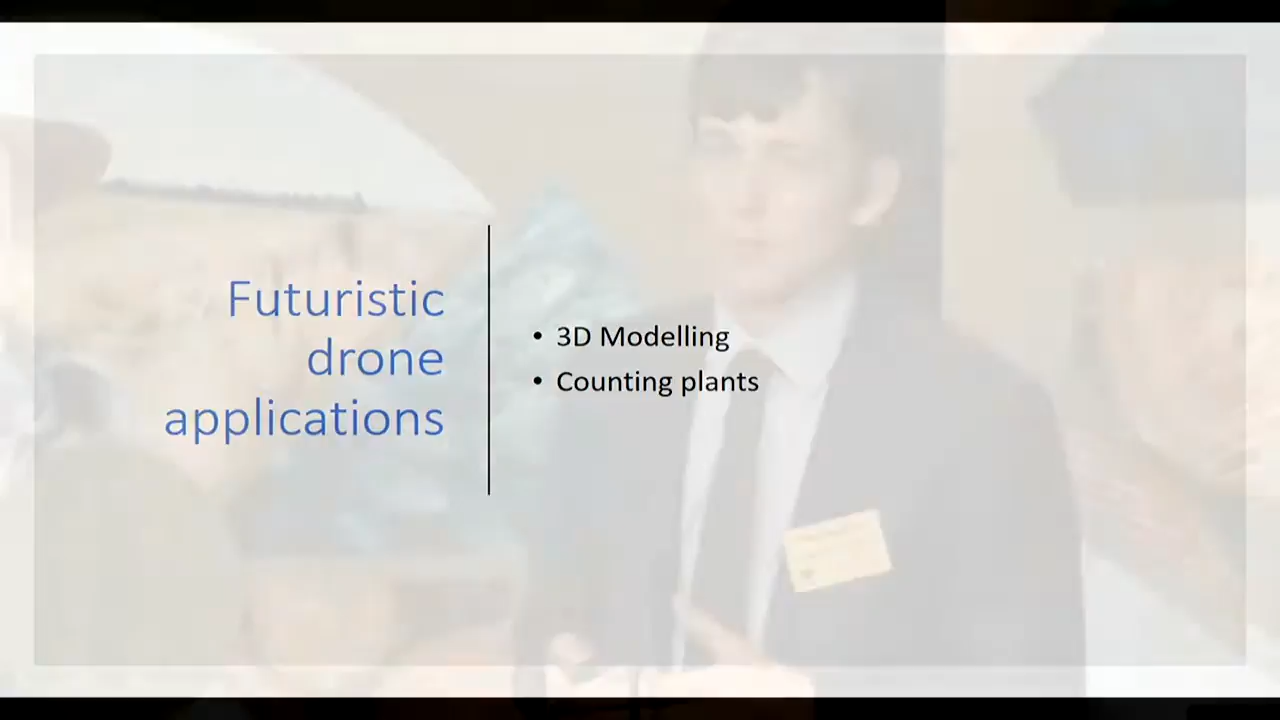 Futuristic
drone
applications
• 3D Modelling
• Counting plants